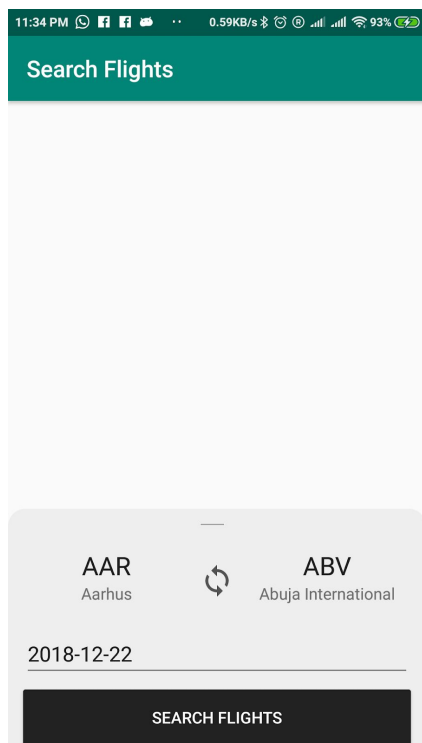 11:34 PM 0.59KB/s 93%
Search Flights
AAR ABV
Aarhus Abuja International
2018-12-22
SEARCH FLIGHTS